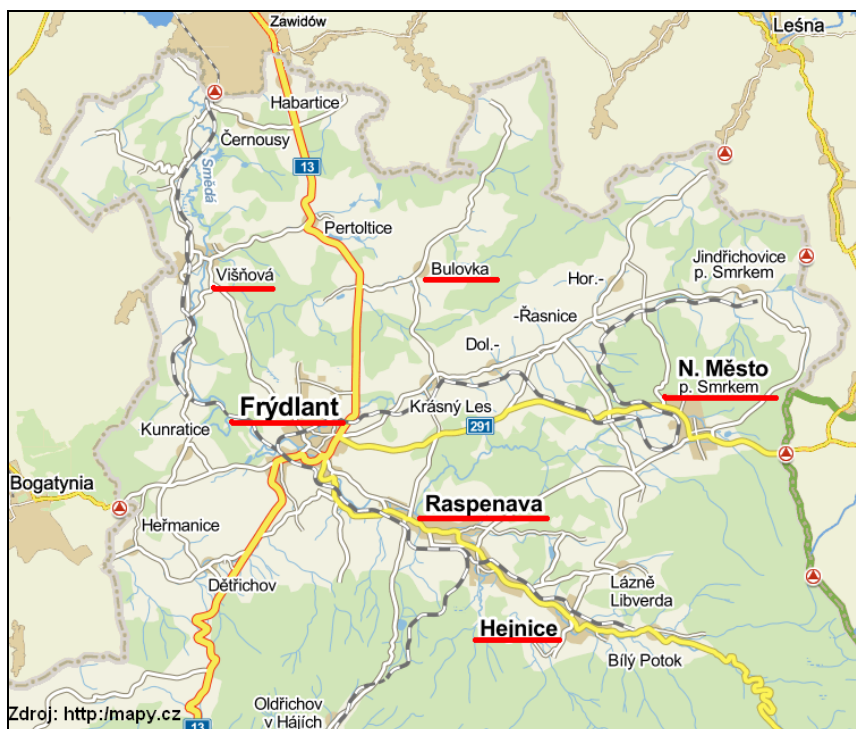 Zawidów
Leśna
Habartice
Černousy
13
Smědá
Pertoltice
Višňová
Bulovka
Hor.-
Jindřichovice
p. Smrkem
-Řasnice
Dol.-
N. Město
p. Smrkem
Frýdlant
Krásný Les
291
Kunratice
Bogatynia
Raspenava
Heřmanice
Dětřichov
Lázně
Libverda
Hejnice
Bílý Potok
Oldřichov
v Hájích
Zdroj: http:/mapy.cz
13